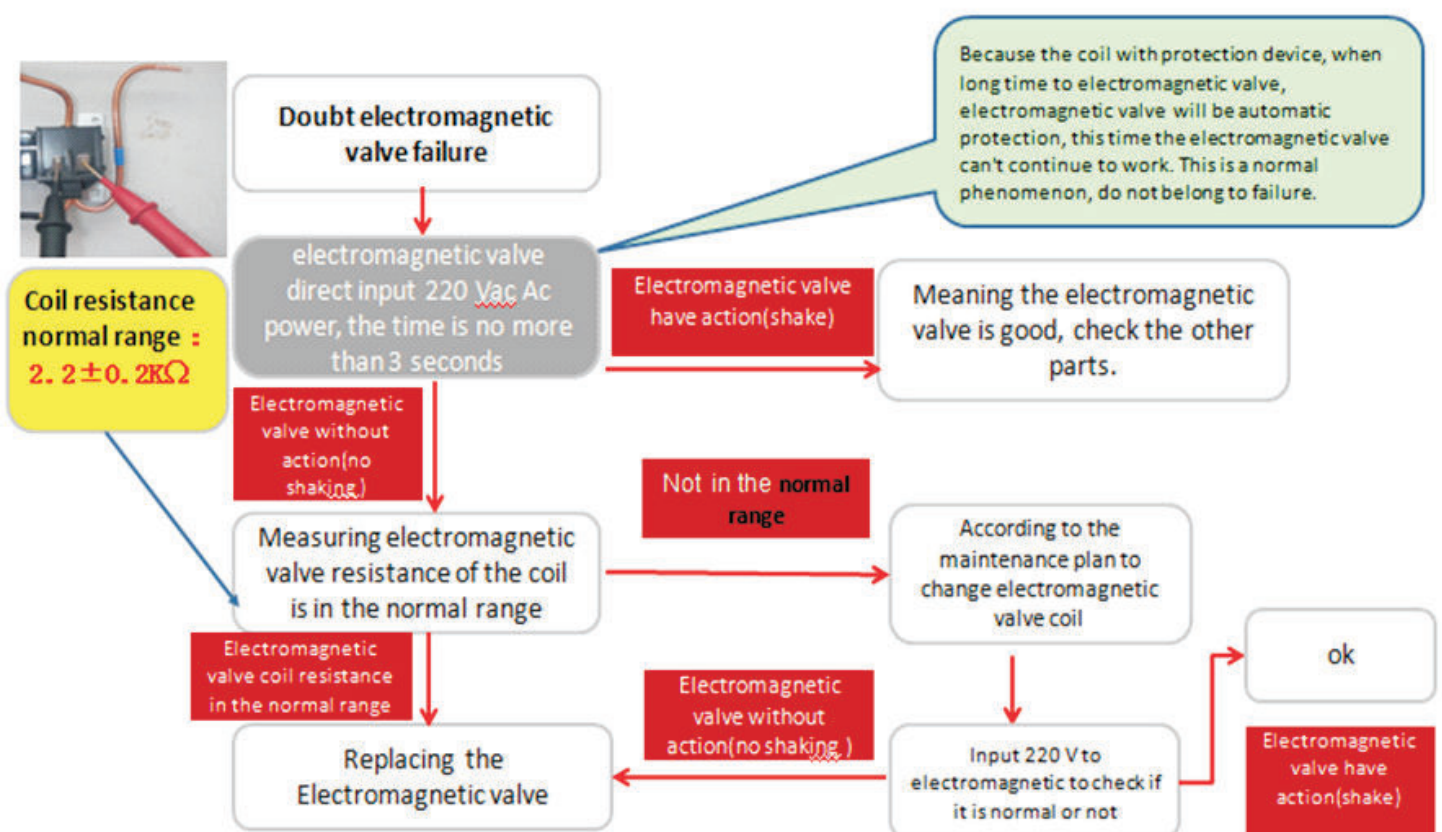 Doubt electromagnetic
valve failure
Because the coil with protection device, when
long time to electromagnetic valve,
electromagnetic valve will be automatic
protection, this time the electromagnetic valve
can't continue to work. This is a normal
phenomenon, do not belong to failure.
electromagnetic valve
direct input 220 Vac Ac
power, the time is no more
than 3 seconds
Electromagnetic valve
have action(shake)
Meaning the electromagnetic
valve is good, check the other
parts.
Coil resistance
normal range :
2.2±0.2KΩ
Electromagnetic
valve without
action(no
shaking.)
Measuring electromagnetic
valve resistance of the coil
is in the normal range
Not in the normal
range
According to the
maintenance plan to
change electromagnetic
valve coil
Electromagnetic
valve coil resistance
in the normal range
Replacing the
Electromagnetic valve
Electromagnetic
valve without
action(no shaking.)
Input 220 V to
electromagnetic to check if
it is normal or not
ok
Electromagnetic
valve have
action(shake)